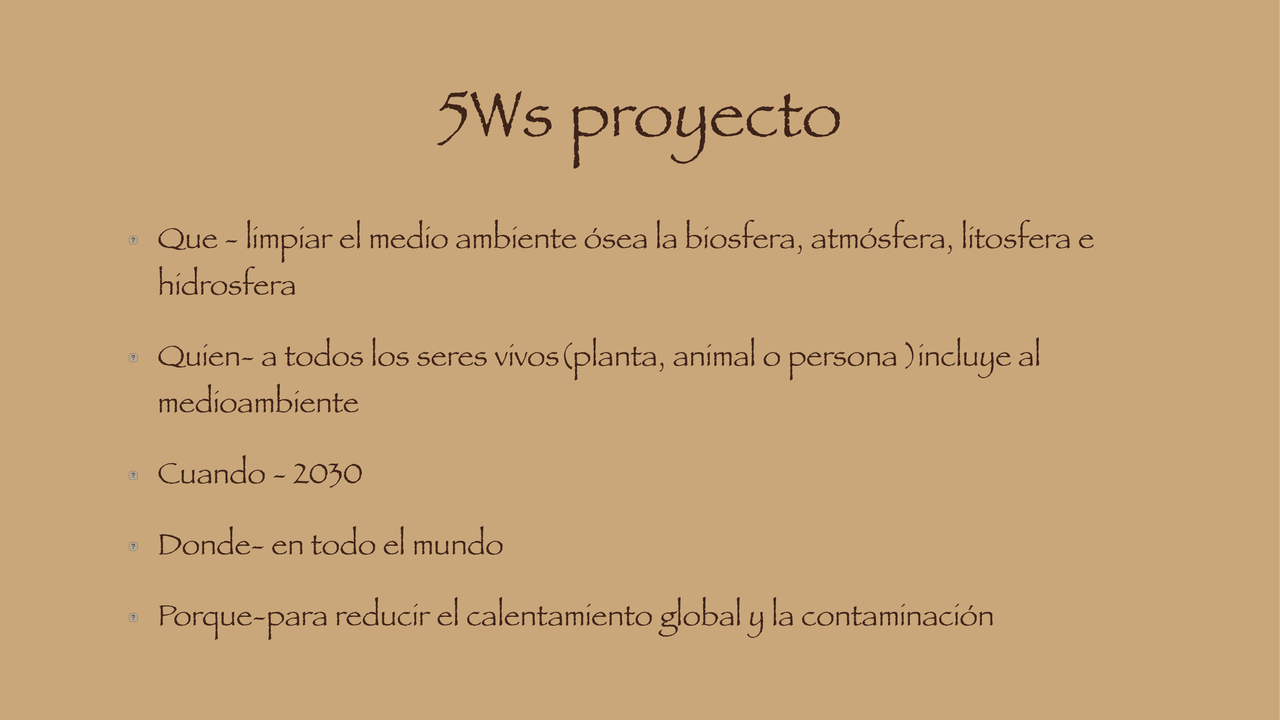 5Ws proyecto
Que - limpiar el medio ambiente ósea la biosfera, atmósfera, litosfera e
hidrosfera
Quien- a todos los seres vivos(planta, animal o persona )incluye al
medioambiente
Cuando - 2030
Donde- en todo el mundo
Porque-para reducir el calentamiento global y la contaminación